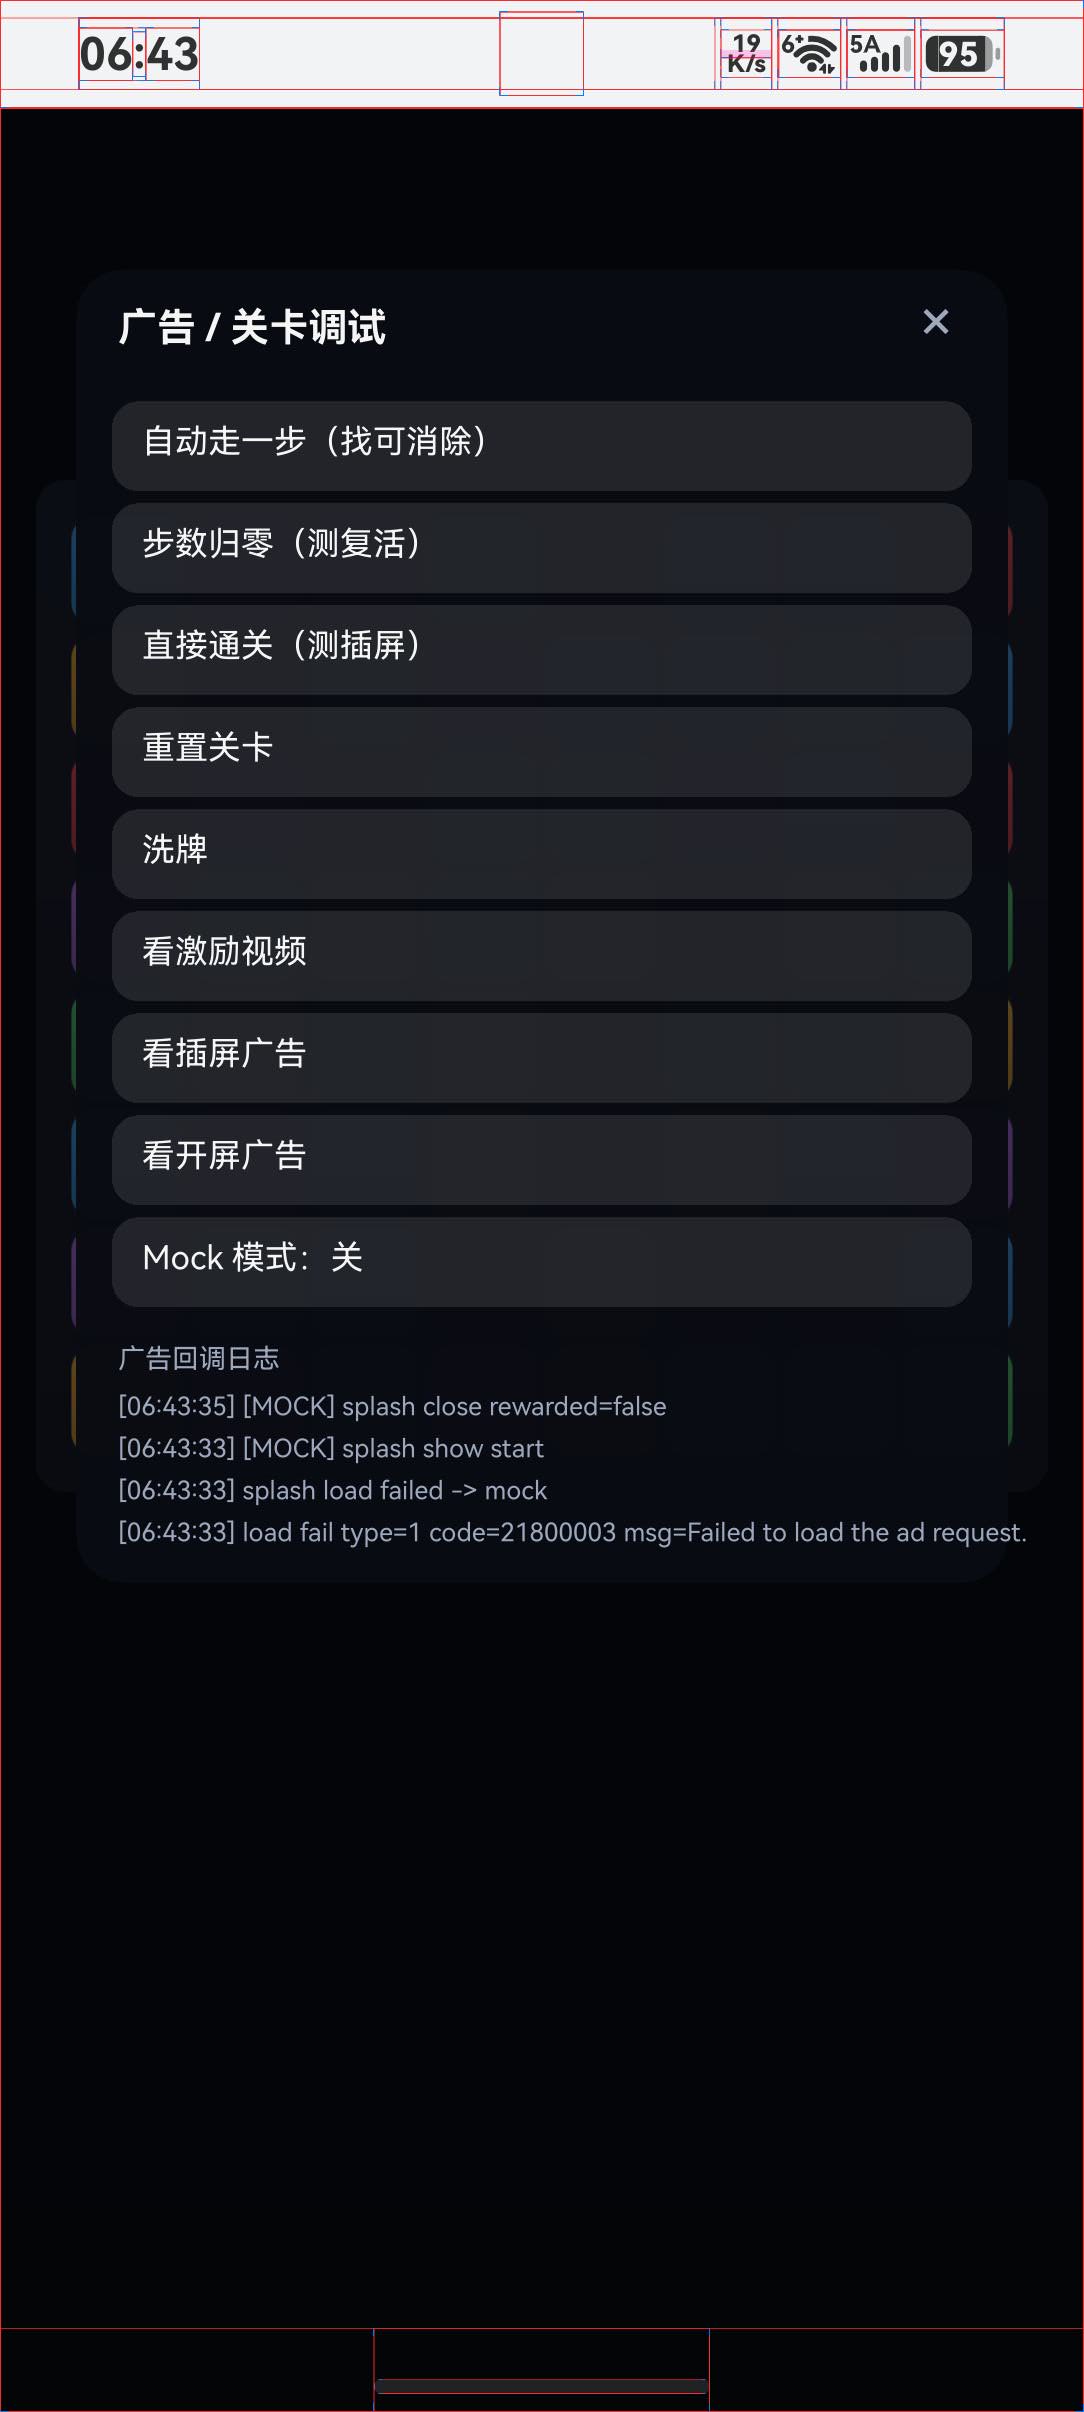 06:43
19 K/s
6+
5A
95
广告 / 关卡调试
自动走一步（找可消除）
步数归零（测复活）
直接通关（测插屏）
重置关卡
洗牌
看激励视频
看插屏广告
看开屏广告
Mock 模式：关
广告回调日志
[06:43:35] [MOCK] splash close rewarded=false
[06:43:33] [MOCK] splash show start
[06:43:33] splash load failed -> mock
[06:43:33] load fail type=1 code=21800003 msg=Failed to load the ad request.